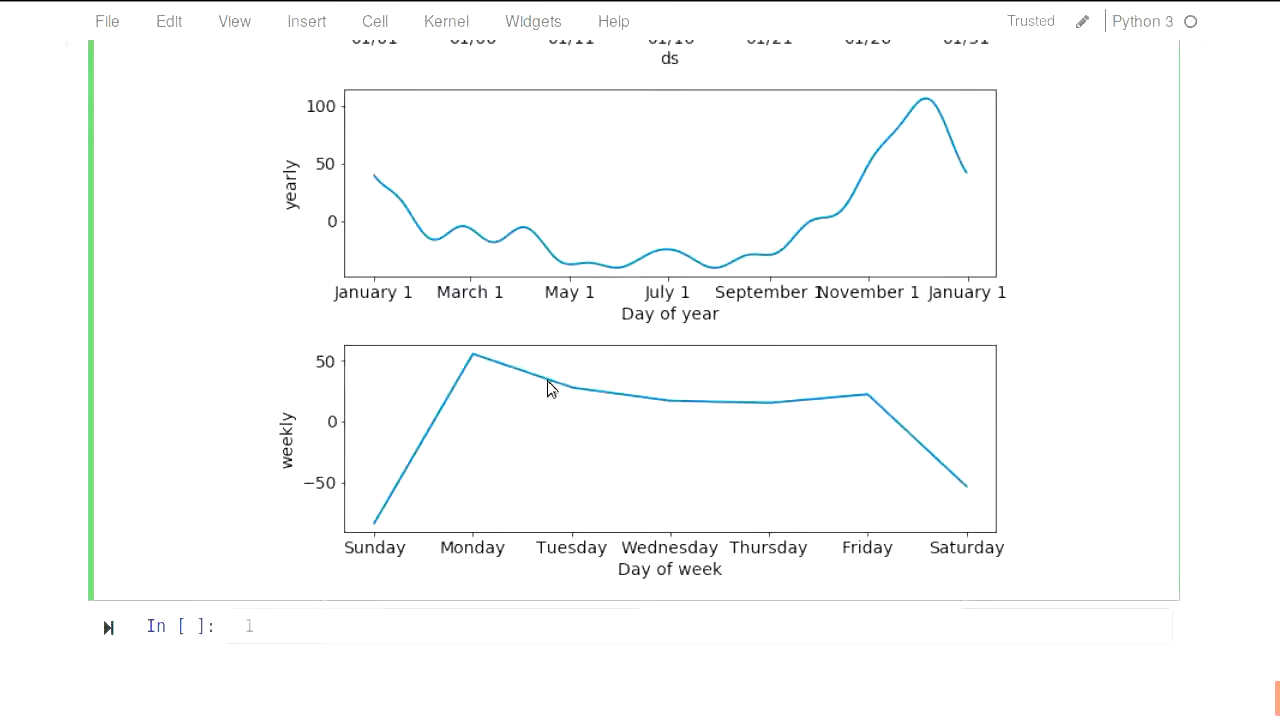 File Edit View Insert Cell Kernel Widgets Help Trusted Python 3
ds
100
50
0
yearly
January 1 March 1 May 1 July 1 September 1 November 1 January 1
Day of year
50
0
−50
weekly
Sunday Monday Tuesday Wednesday Thursday Friday Saturday
Day of week
In [ ]: 1